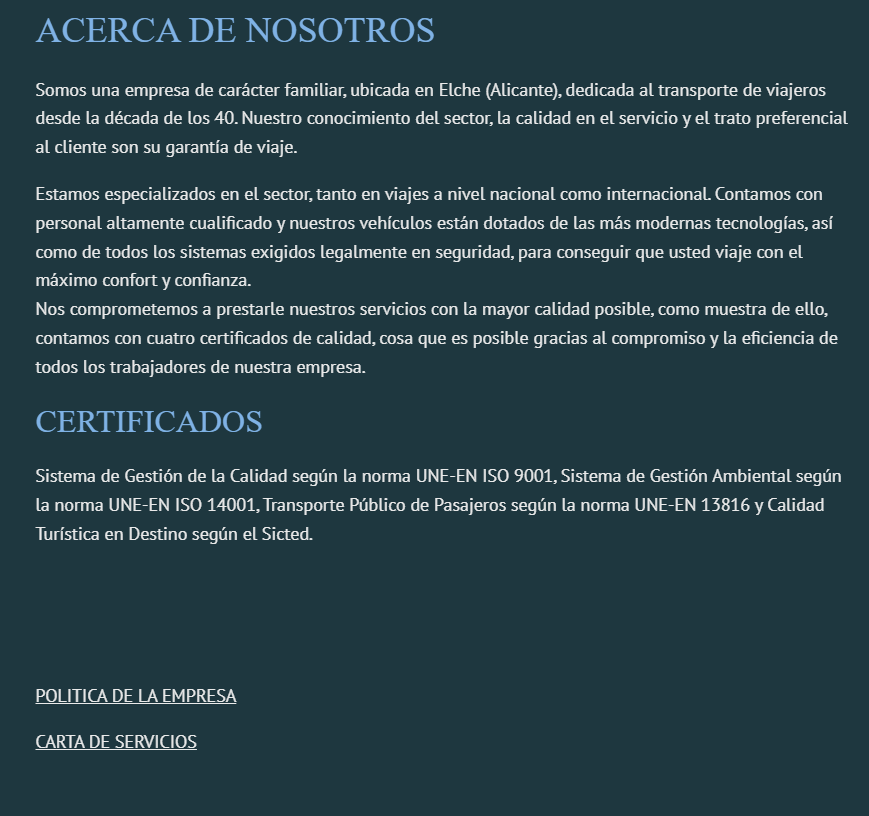 ACERCA DE NOSOTROS
Somos una empresa de carácter familiar, ubicada en Elche (Alicante), dedicada al transporte de viajeros
desde la década de los 40. Nuestro conocimiento del sector, la calidad en el servicio y el trato preferencial
al cliente son su garantía de viaje.
Estamos especializados en el sector, tanto en viajes a nivel nacional como internacional. Contamos con
personal altamente cualificado y nuestros vehículos están dotados de las más modernas tecnologías, así
como de todos los sistemas exigidos legalmente en seguridad, para conseguir que usted viaje con el
máximo confort y confianza.
Nos comprometemos a prestarle nuestros servicios con la mayor calidad posible, como muestra de ello,
contamos con cuatro certificados de calidad, cosa que es posible gracias al compromiso y la eficiencia de
todos los trabajadores de nuestra empresa.
CERTIFICADOS
Sistema de Gestión de la Calidad según la norma UNE-EN ISO 9001, Sistema de Gestión Ambiental según
la norma UNE-EN ISO 14001, Transporte Público de Pasajeros según la norma UNE-EN 13816 y Calidad
Turística en Destino según el Sicted.
POLITICA DE LA EMPRESA
CARTA DE SERVICIOS